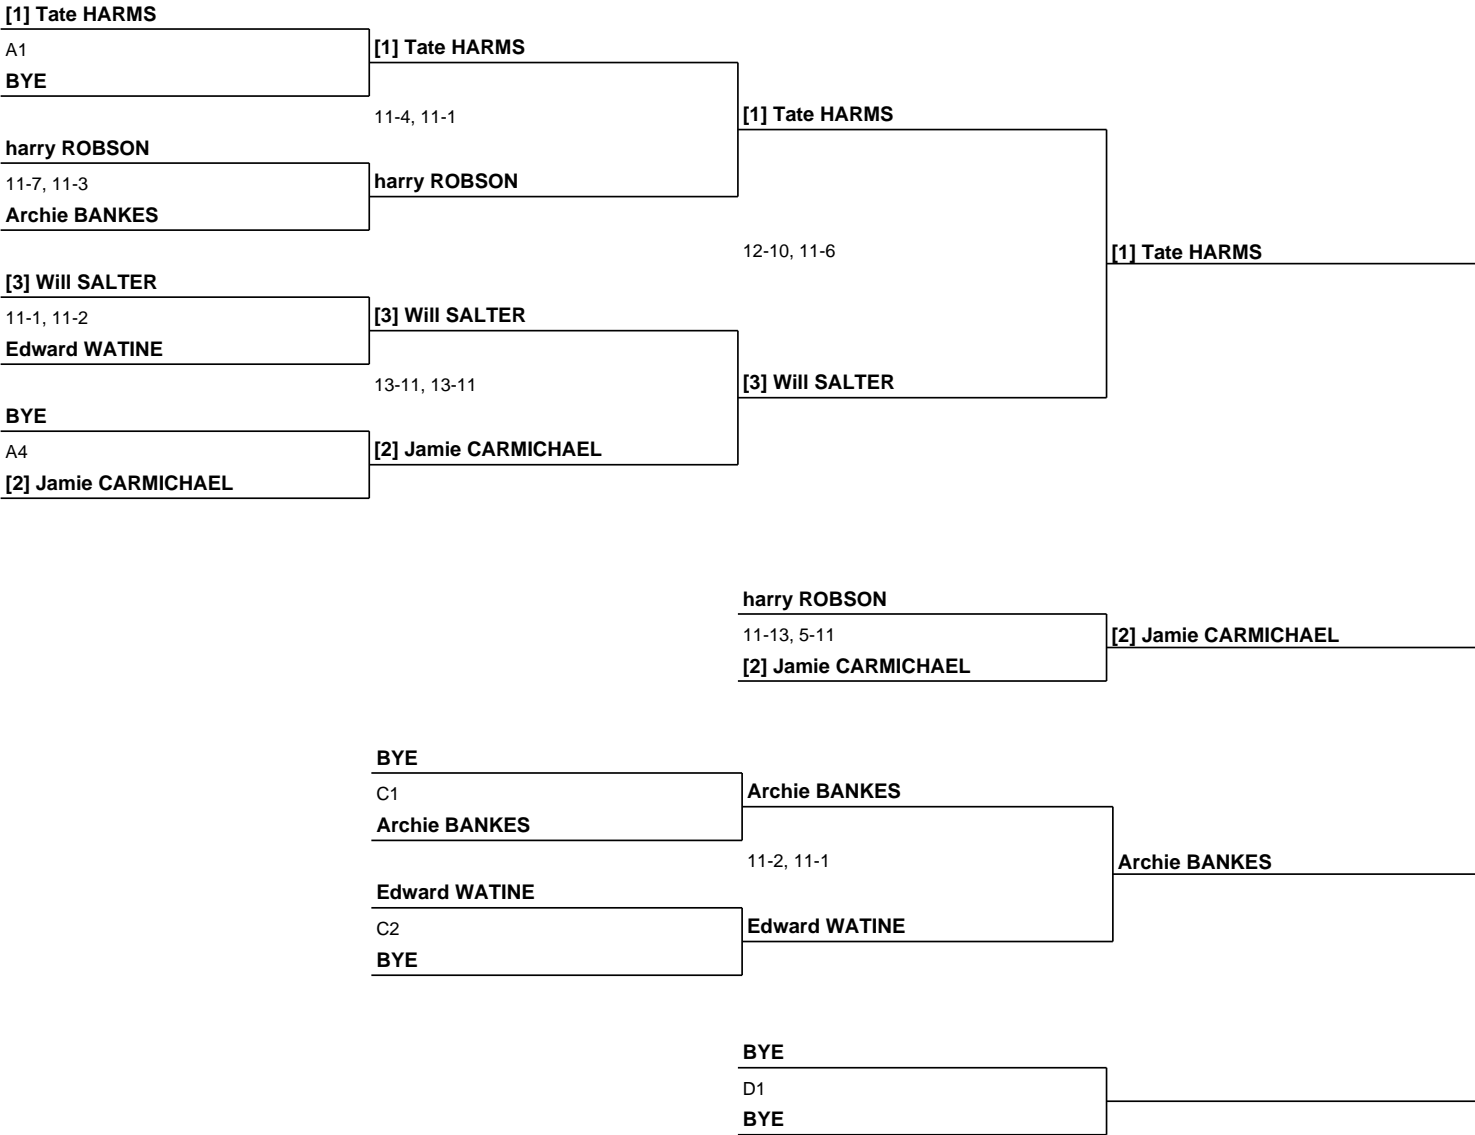 [1] Tate HARMS
A1
BYE
[1] Tate HARMS
11-4, 11-1
harry ROBSON
11-7, 11-3
Archie BANKES
harry ROBSON
[1] Tate HARMS
12-10, 11-6
[1] Tate HARMS
[3] Will SALTER
11-1, 11-2
Edward WATINE
[3] Will SALTER
13-11, 13-11
[3] Will SALTER
BYE
A4
[2] Jamie CARMICHAEL
[2] Jamie CARMICHAEL
harry ROBSON
11-13, 5-11
[2] Jamie CARMICHAEL
[2] Jamie CARMICHAEL
BYE
C1
Archie BANKES
Archie BANKES
11-2, 11-1
Archie BANKES
Edward WATINE
C2
BYE
Edward WATINE
BYE
D1
BYE